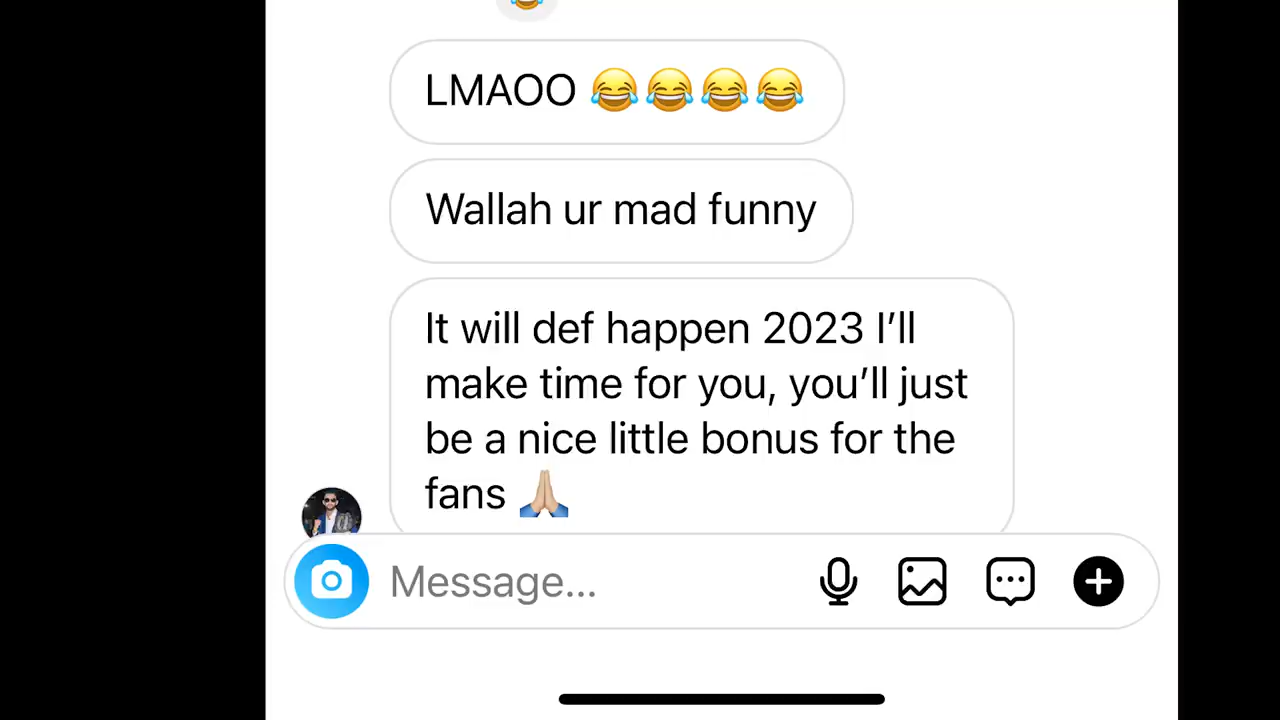 LMAOO 😂😂😂😂
Wallah ur mad funny
It will def happen 2023 I’ll
make time for you, you’ll just
be a nice little bonus for the
fans 🙏🏼
Message...